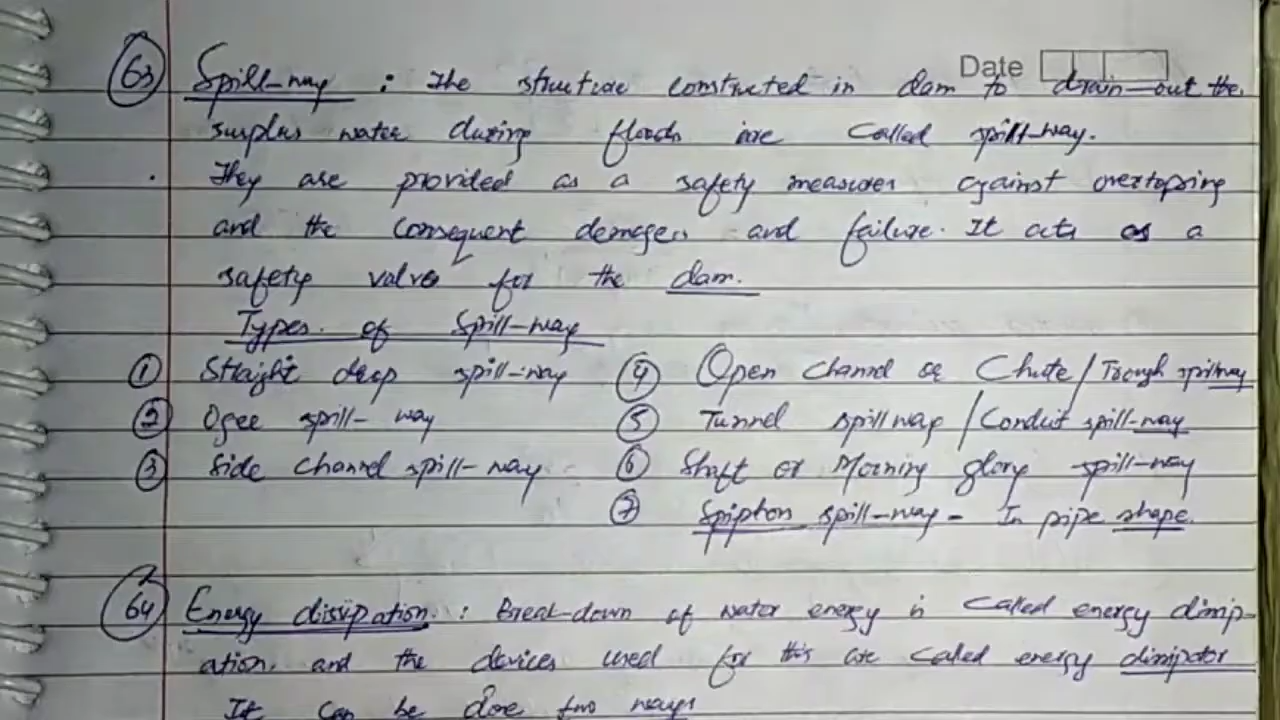 Date
63 Spill-way : The structure constructed in dam to drain-out the
surplus water during floods are called spill-way.
They are provided as a safety measures against overtopping
and the consequent damages and failure. It acts as a
safety valves for the dam.
Types of Spill-way
① Straight drop spill-way ④ Open channel or Chute/Trough spillway
② Ogee spill-way ⑤ Tunnel spillway/Conduit spill-way
③ Side channel spill-way ⑥ Shaft or Morning glory spill-way
⑦ Spiphon spill-way - In pipe shape.
64 Energy dissipation : Break-down of water energy is called energy dissip-
ation. and the devices used for this are called energy dissipator
It can be done two ways